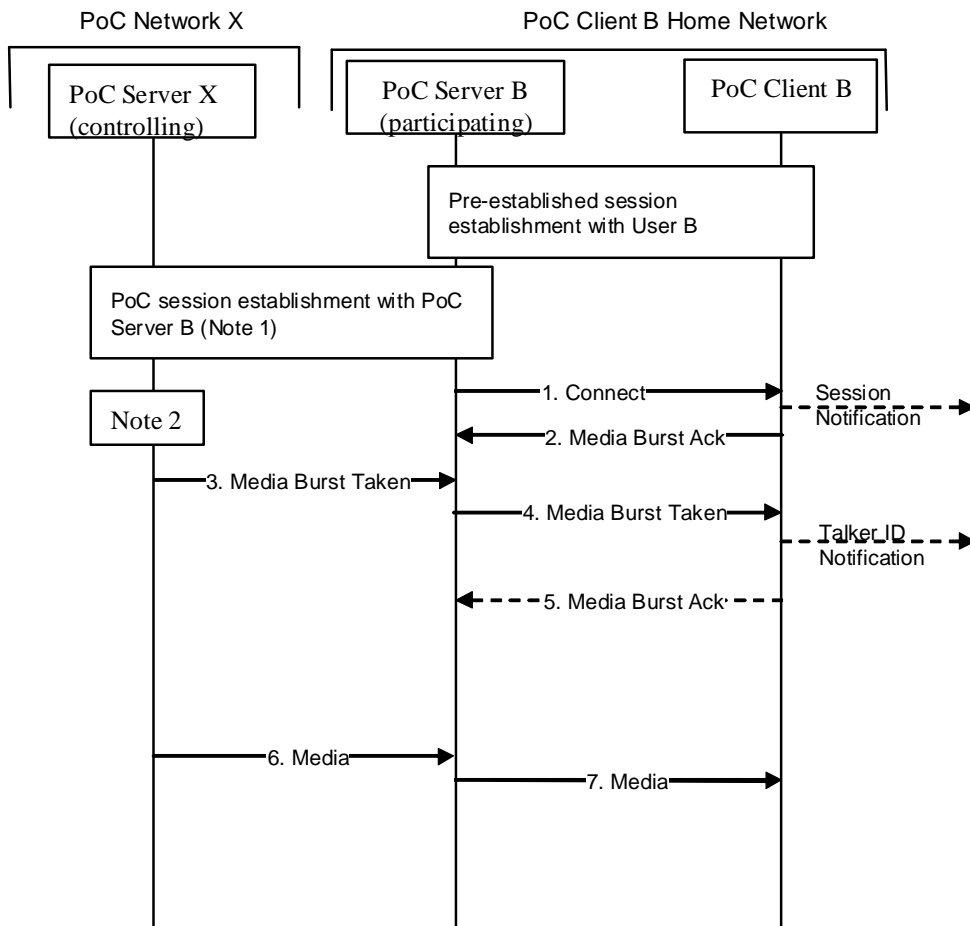 PoC Network X
PoC Client B Home Network
PoC Server X
(controlling)
PoC Server B
(participating)
PoC Client B
Pre-established session
establishment with User B
PoC session establishment with PoC
Server B (Note 1)
1. Connect
Session
Notification
Note 2
2. Media Burst Ack
3. Media Burst Taken
4. Media Burst Taken
Talker ID
Notification
5. Media Burst Ack
6. Media
7. Media